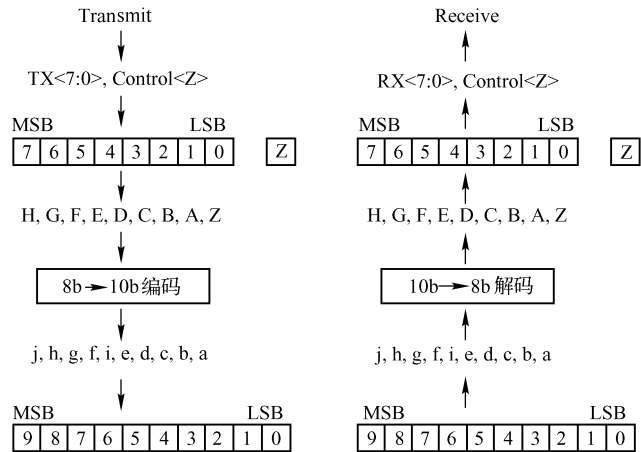 Transmit
TX<7:0>, Control<Z>
MSB LSB
7 6 5 4 3 2 1 0 Z
H, G, F, E, D, C, B, A, Z
8b→10b编码
j, h, g, f, i, e, d, c, b, a
MSB LSB
9 8 7 6 5 4 3 2 1 0
Receive
RX<7:0>, Control<Z>
MSB LSB
7 6 5 4 3 2 1 0 Z
H, G, F, E, D, C, B, A, Z
10b→8b解码
j, h, g, f, i, e, d, c, b, a
MSB LSB
9 8 7 6 5 4 3 2 1 0